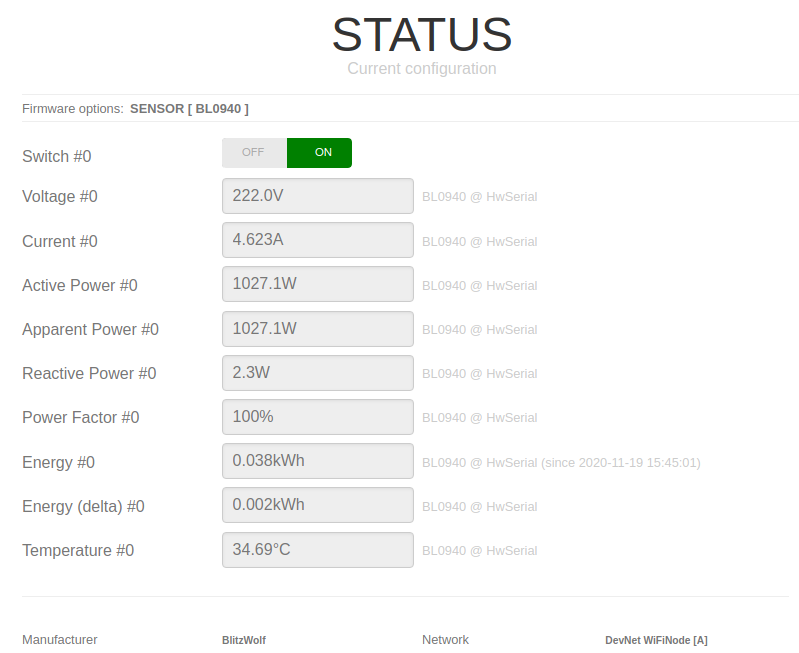 STATUS
Current configuration
Firmware options: SENSOR [ BL0940 ]
Switch #0 OFF ON
Voltage #0 222.0V BL0940 @ HwSerial
Current #0 4.623A BL0940 @ HwSerial
Active Power #0 1027.1W BL0940 @ HwSerial
Apparent Power #0 1027.1W BL0940 @ HwSerial
Reactive Power #0 2.3W BL0940 @ HwSerial
Power Factor #0 100% BL0940 @ HwSerial
Energy #0 0.038kWh BL0940 @ HwSerial (since 2020-11-19 15:45:01)
Energy (delta) #0 0.002kWh BL0940 @ HwSerial
Temperature #0 34.69°C BL0940 @ HwSerial
Manufacturer BlitzWolf Network DevNet WiFiNode [A]